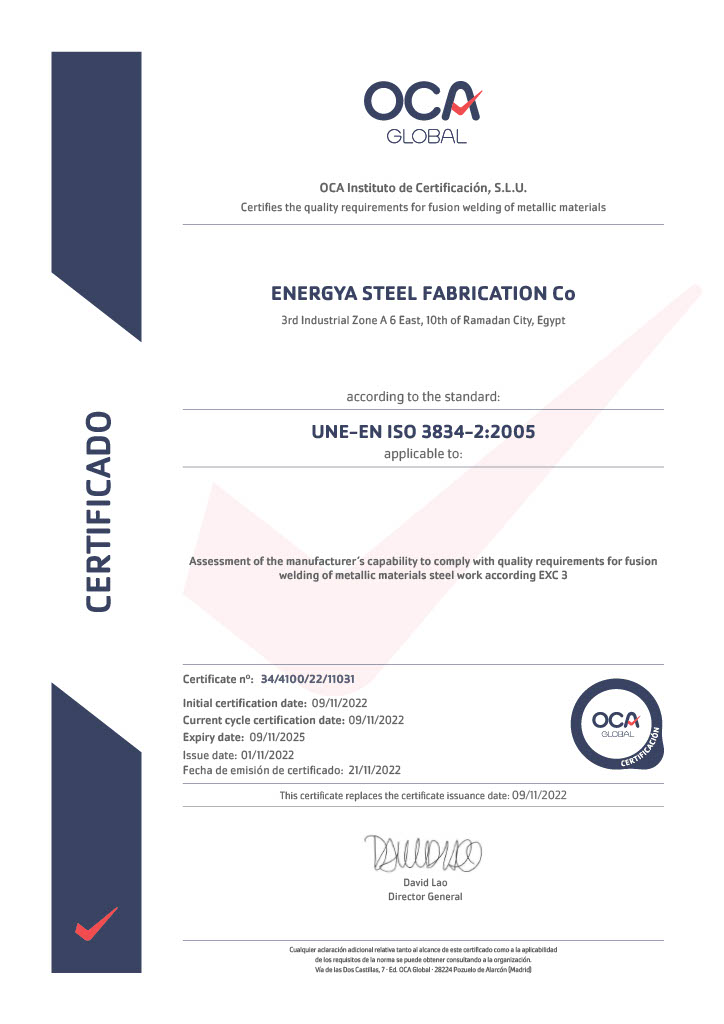 OCA
GLOBAL
OCA Instituto de Certificación, S.L.U.
Certifies the quality requirements for fusion welding of metallic materials
ENERGYA STEEL FABRICATION Co
3rd Industrial Zone A 6 East, 10th of Ramadan City, Egypt
according to the standard:
UNE-EN ISO 3834-2:2005
applicable to:
CERTIFICADO
Assessment of the manufacturer´s capability to comply with quality requirements for fusion
welding of metallic materials steel work according EXC 3
Certificate nº: 34/4100/22/11031
Initial certification date: 09/11/2022
Current cycle certification date: 09/11/2022
Expiry date: 09/11/2025
Issue date: 01/11/2022
Fecha de emisión de certificado: 21/11/2022
OCA
GLOBAL
CERTIFICACIÓN
This certificate replaces the certificate issuance date: 09/11/2022
David Lao
Director General
Cualquier aclaración adicional relativa tanto al alcance de este certificado como a la aplicabilidad
de los requisitos de la norma se puede obtener consultando a la organización.
Vía de las Dos Castillas, 7 · Ed. OCA Global · 28224 Pozuelo de Alarcón (Madrid)